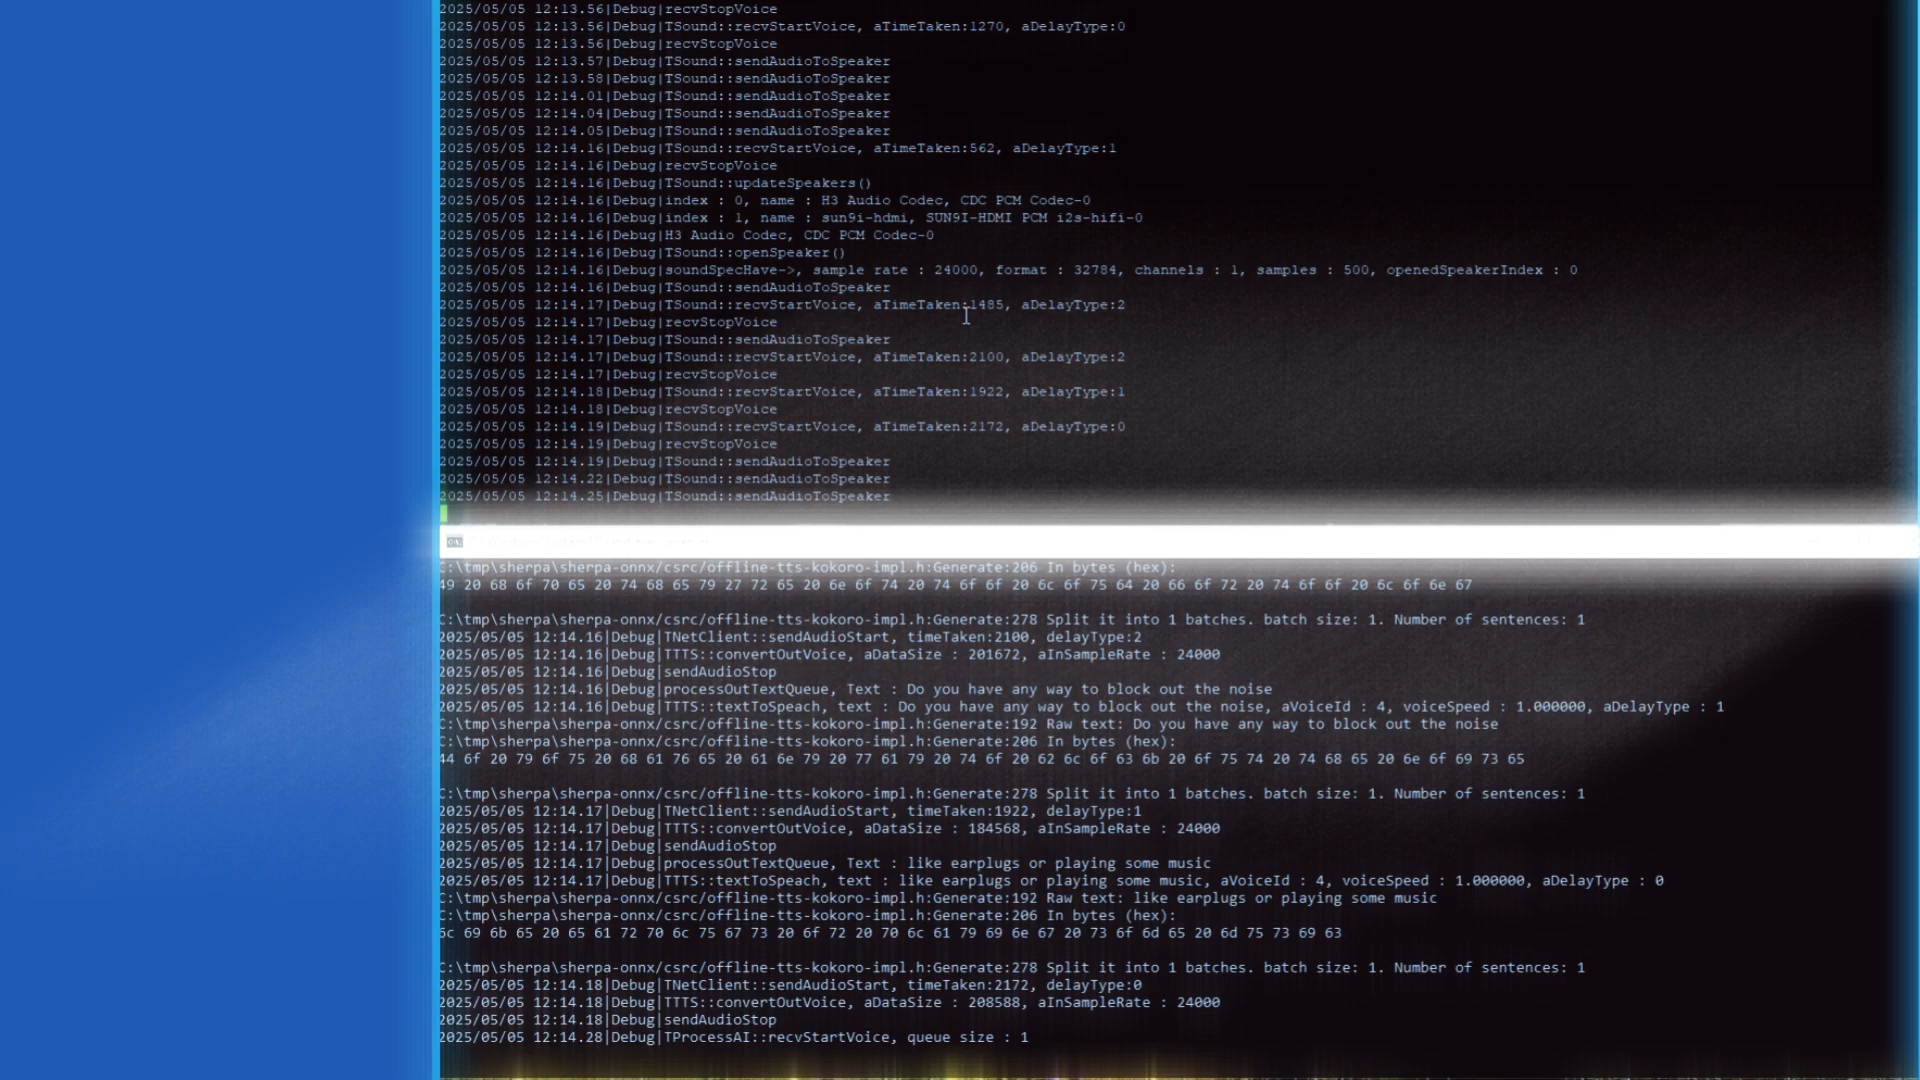 2025/05/05 12:13.56|Debug|recvStopVoice
2025/05/05 12:13.56|Debug|TSound::recvStartVoice, aTimeTaken:1270, aDelayType:0
2025/05/05 12:13.56|Debug|recvStopVoice
2025/05/05 12:13.57|Debug|TSound::sendAudioToSpeaker
2025/05/05 12:13.58|Debug|TSound::sendAudioToSpeaker
2025/05/05 12:14.01|Debug|TSound::sendAudioToSpeaker
2025/05/05 12:14.04|Debug|TSound::sendAudioToSpeaker
2025/05/05 12:14.05|Debug|TSound::sendAudioToSpeaker
2025/05/05 12:14.16|Debug|TSound::recvStartVoice, aTimeTaken:562, aDelayType:1
2025/05/05 12:14.16|Debug|recvStopVoice
2025/05/05 12:14.16|Debug|TSound::updateSpeakers()
2025/05/05 12:14.16|Debug|index : 0, name : H3 Audio Codec, CDC PCM Codec-0
2025/05/05 12:14.16|Debug|index : 1, name : sun9i-hdmi, SUN9I-HDMI PCM i2s-hifi-0
2025/05/05 12:14.16|Debug|H3 Audio Codec, CDC PCM Codec-0
2025/05/05 12:14.16|Debug|TSound::openSpeaker()
2025/05/05 12:14.16|Debug|soundSpecHave->, sample rate : 24000, format : 32784, channels : 1, samples : 500, openedSpeakerIndex : 0
2025/05/05 12:14.16|Debug|TSound::sendAudioToSpeaker
2025/05/05 12:14.17|Debug|TSound::recvStartVoice, aTimeTaken:1485, aDelayType:2
2025/05/05 12:14.17|Debug|recvStopVoice
2025/05/05 12:14.17|Debug|TSound::sendAudioToSpeaker
2025/05/05 12:14.17|Debug|TSound::recvStartVoice, aTimeTaken:2100, aDelayType:2
2025/05/05 12:14.17|Debug|recvStopVoice
2025/05/05 12:14.18|Debug|TSound::recvStartVoice, aTimeTaken:1922, aDelayType:1
2025/05/05 12:14.18|Debug|recvStopVoice
2025/05/05 12:14.19|Debug|TSound::recvStartVoice, aTimeTaken:2172, aDelayType:0
2025/05/05 12:14.19|Debug|recvStopVoice
2025/05/05 12:14.19|Debug|TSound::sendAudioToSpeaker
2025/05/05 12:14.22|Debug|TSound::sendAudioToSpeaker
2025/05/05 12:14.25|Debug|TSound::sendAudioToSpeaker
C:\tmp\sherpa\sherpa-onnx/csrc/offline-tts-kokoro-impl.h:Generate:206 In bytes (hex):
49 20 68 6f 70 65 20 74 68 65 79 27 72 65 20 6e 6f 74 20 74 6f 6f 20 6c 6f 75 64 20 66 6f 72 20 74 6f 6f 20 6c 6f 6e 67
C:\tmp\sherpa\sherpa-onnx/csrc/offline-tts-kokoro-impl.h:Generate:278 Split it into 1 batches. batch size: 1. Number of sentences: 1
2025/05/05 12:14.16|Debug|TNetClient::sendAudioStart, timeTaken:2100, delayType:2
2025/05/05 12:14.16|Debug|TTTS::convertOutVoice, aDataSize : 201672, aInSampleRate : 24000
2025/05/05 12:14.16|Debug|sendAudioStop
2025/05/05 12:14.16|Debug|processOutTextQueue, Text : Do you have any way to block out the noise
2025/05/05 12:14.16|Debug|TTTS::textToSpeach, text : Do you have any way to block out the noise, aVoiceId : 4, voiceSpeed : 1.000000, aDelayType : 1
C:\tmp\sherpa\sherpa-onnx/csrc/offline-tts-kokoro-impl.h:Generate:192 Raw text: Do you have any way to block out the noise
C:\tmp\sherpa\sherpa-onnx/csrc/offline-tts-kokoro-impl.h:Generate:206 In bytes (hex):
44 6f 20 79 6f 75 20 68 61 76 65 20 61 6e 79 20 77 61 79 20 74 6f 20 62 6c 6f 63 6b 20 6f 75 74 20 74 68 65 20 6e 6f 69 73 65
C:\tmp\sherpa\sherpa-onnx/csrc/offline-tts-kokoro-impl.h:Generate:278 Split it into 1 batches. batch size: 1. Number of sentences: 1
2025/05/05 12:14.17|Debug|TNetClient::sendAudioStart, timeTaken:1922, delayType:1
2025/05/05 12:14.17|Debug|TTTS::convertOutVoice, aDataSize : 184568, aInSampleRate : 24000
2025/05/05 12:14.17|Debug|sendAudioStop
2025/05/05 12:14.17|Debug|processOutTextQueue, Text : like earplugs or playing some music
2025/05/05 12:14.17|Debug|TTTS::textToSpeach, text : like earplugs or playing some music, aVoiceId : 4, voiceSpeed : 1.000000, aDelayType : 0
C:\tmp\sherpa\sherpa-onnx/csrc/offline-tts-kokoro-impl.h:Generate:192 Raw text: like earplugs or playing some music
C:\tmp\sherpa\sherpa-onnx/csrc/offline-tts-kokoro-impl.h:Generate:206 In bytes (hex):
6c 69 6b 65 20 65 61 72 70 6c 75 67 73 20 6f 72 20 70 6c 61 79 69 6e 67 20 73 6f 6d 65 20 6d 75 73 69 63
C:\tmp\sherpa\sherpa-onnx/csrc/offline-tts-kokoro-impl.h:Generate:278 Split it into 1 batches. batch size: 1. Number of sentences: 1
2025/05/05 12:14.18|Debug|TNetClient::sendAudioStart, timeTaken:2172, delayType:0
2025/05/05 12:14.18|Debug|TTTS::convertOutVoice, aDataSize : 208588, aInSampleRate : 24000
2025/05/05 12:14.18|Debug|sendAudioStop
2025/05/05 12:14.28|Debug|TProcessAI::recvStartVoice, queue size : 1